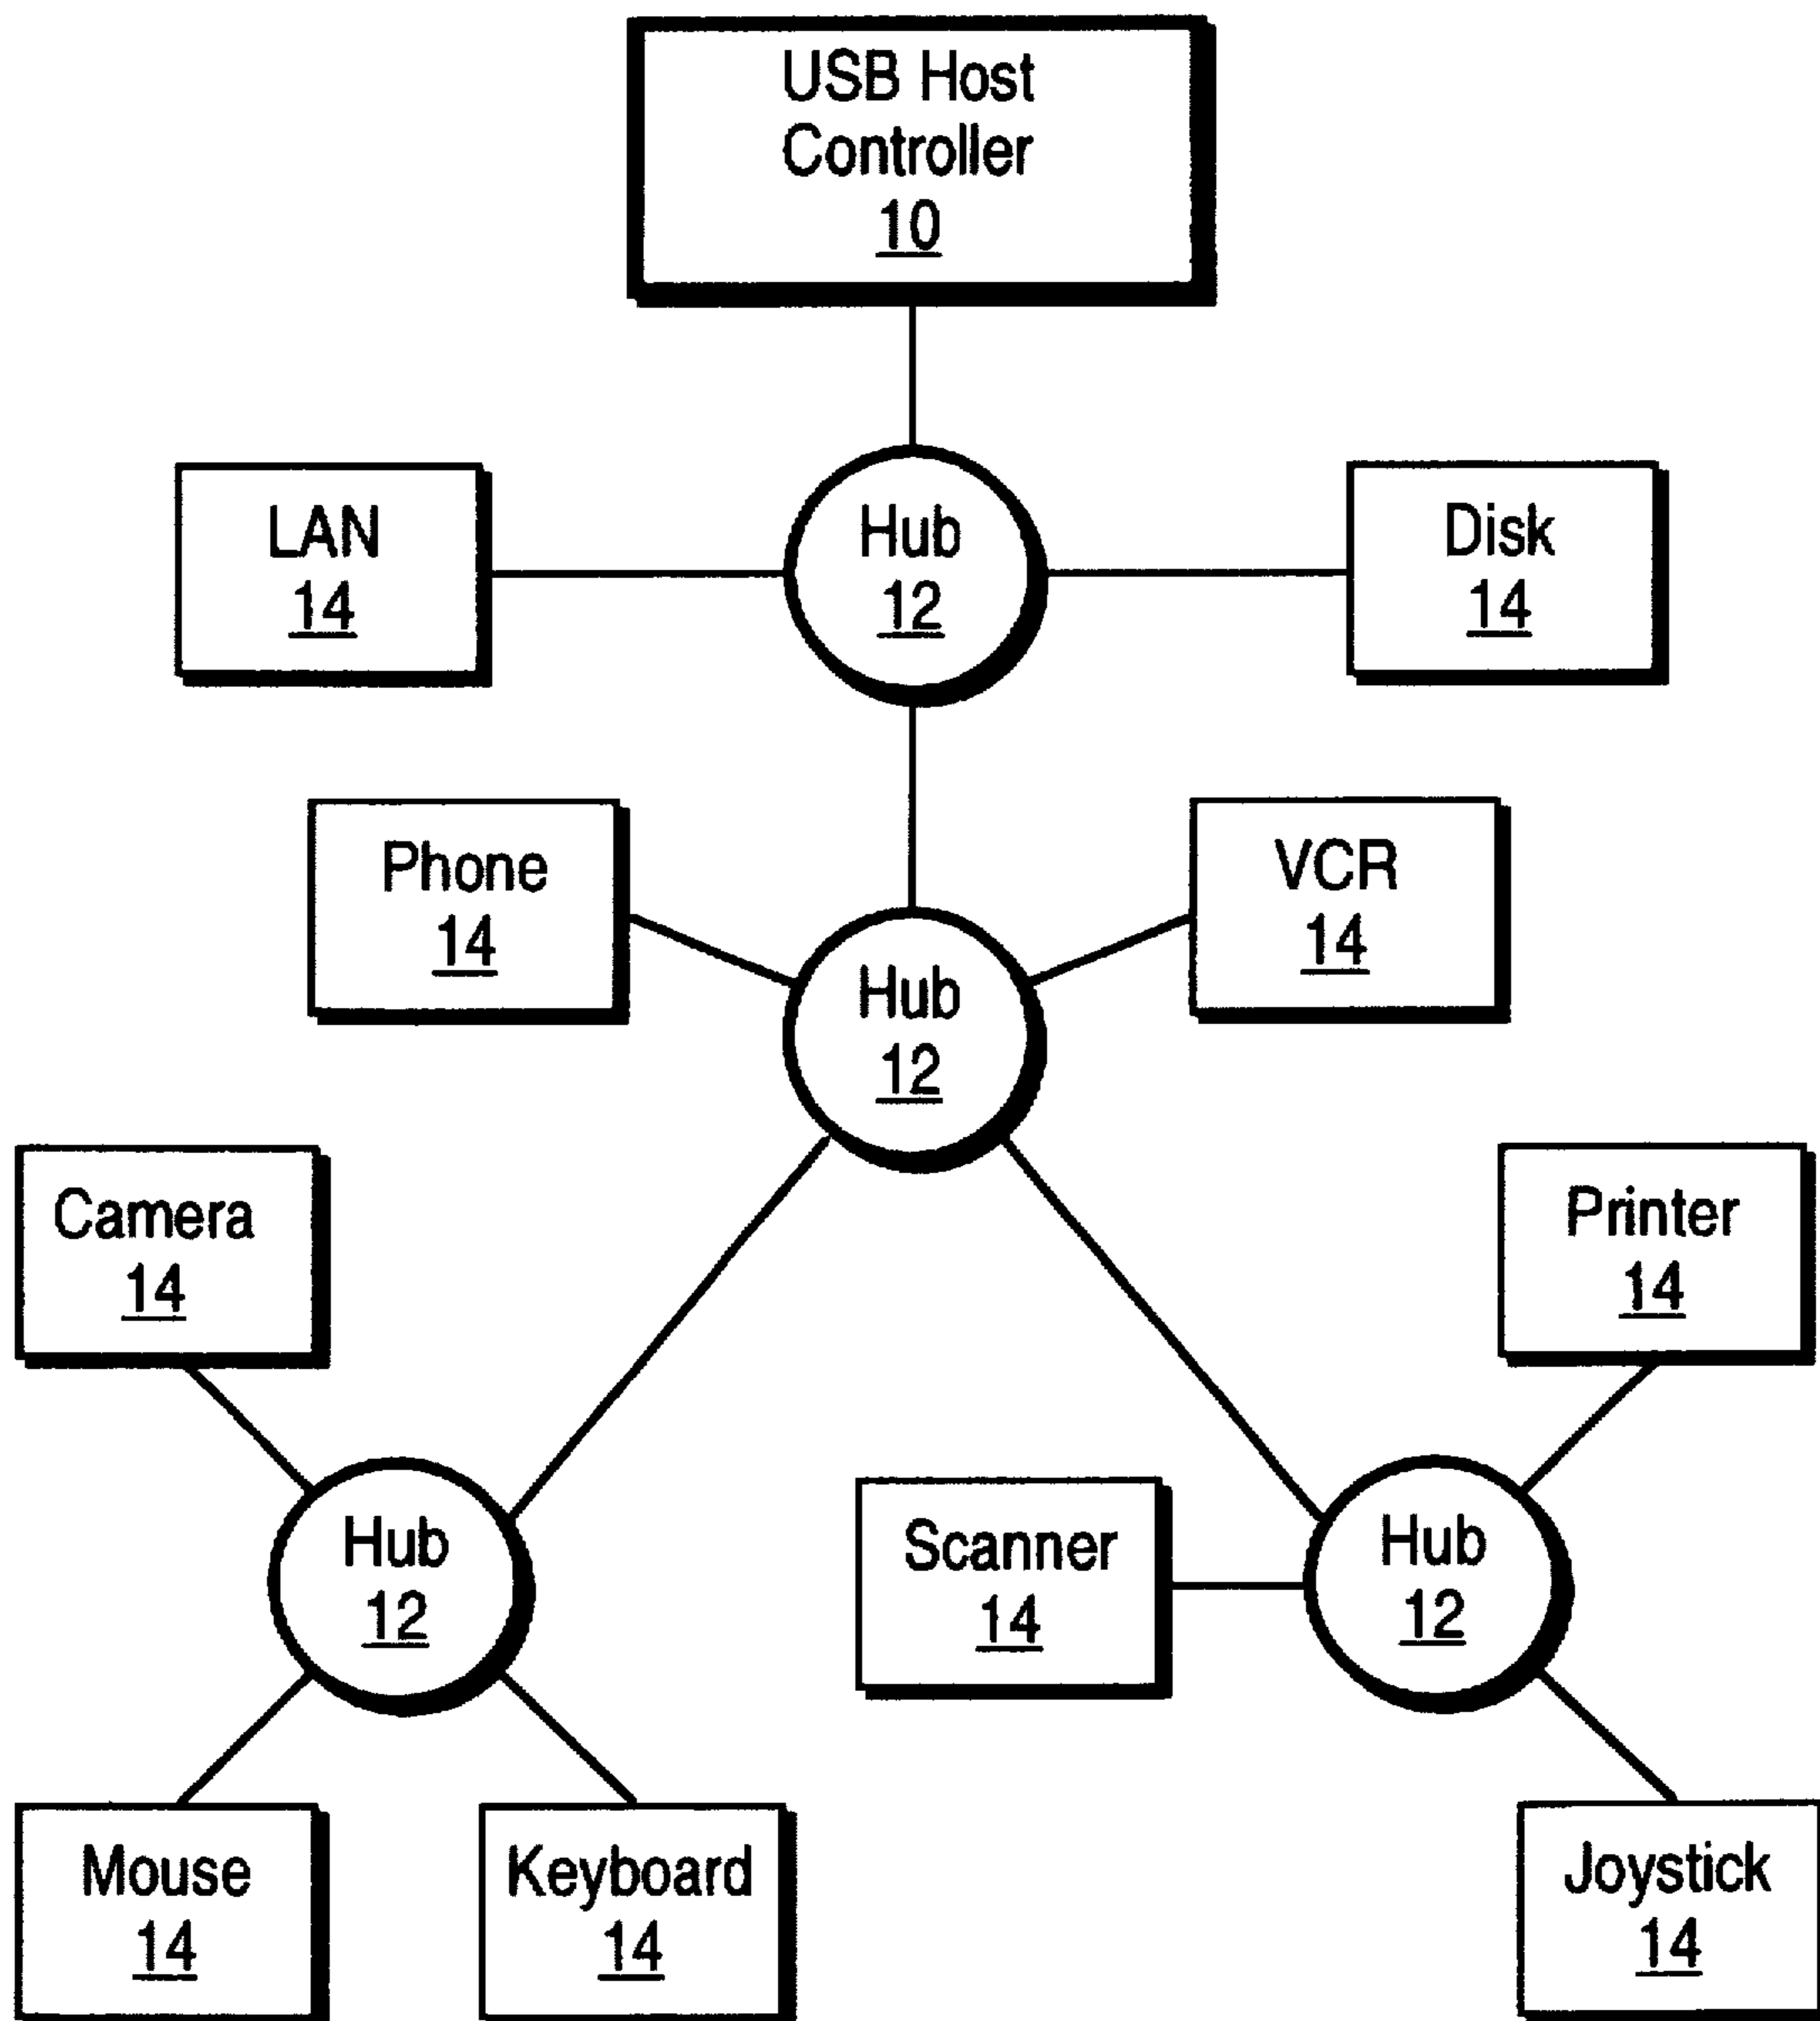 USB Host
Controller
10
LAN
14
Hub
12
Disk
14
Phone
14
VCR
14
Hub
12
Camera
14
Printer
14
Hub
12
Scanner
14
Hub
12
Mouse
14
Keyboard
14
Joystick
14